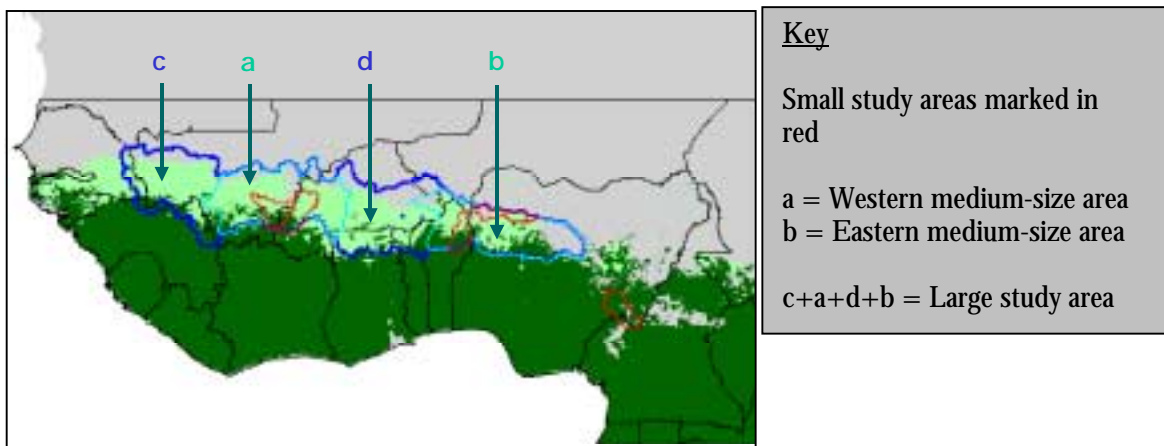 c a d b
Key
Small study areas marked in
red
a = Western medium-size area
b = Eastern medium-size area
c+a+d+b = Large study area